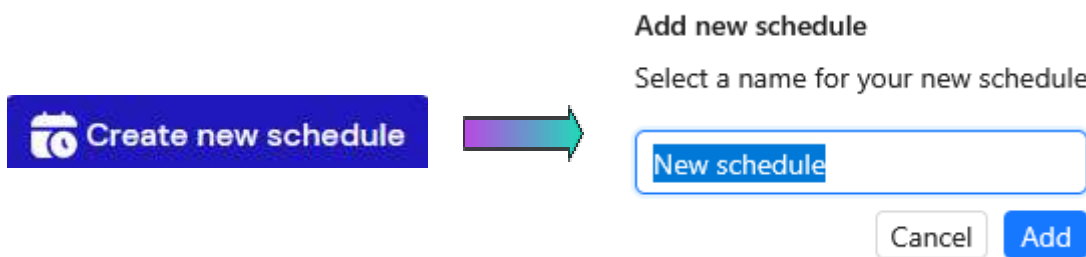 Create new schedule
Add new schedule
Select a name for your new schedule
New schedule
Cancel
Add